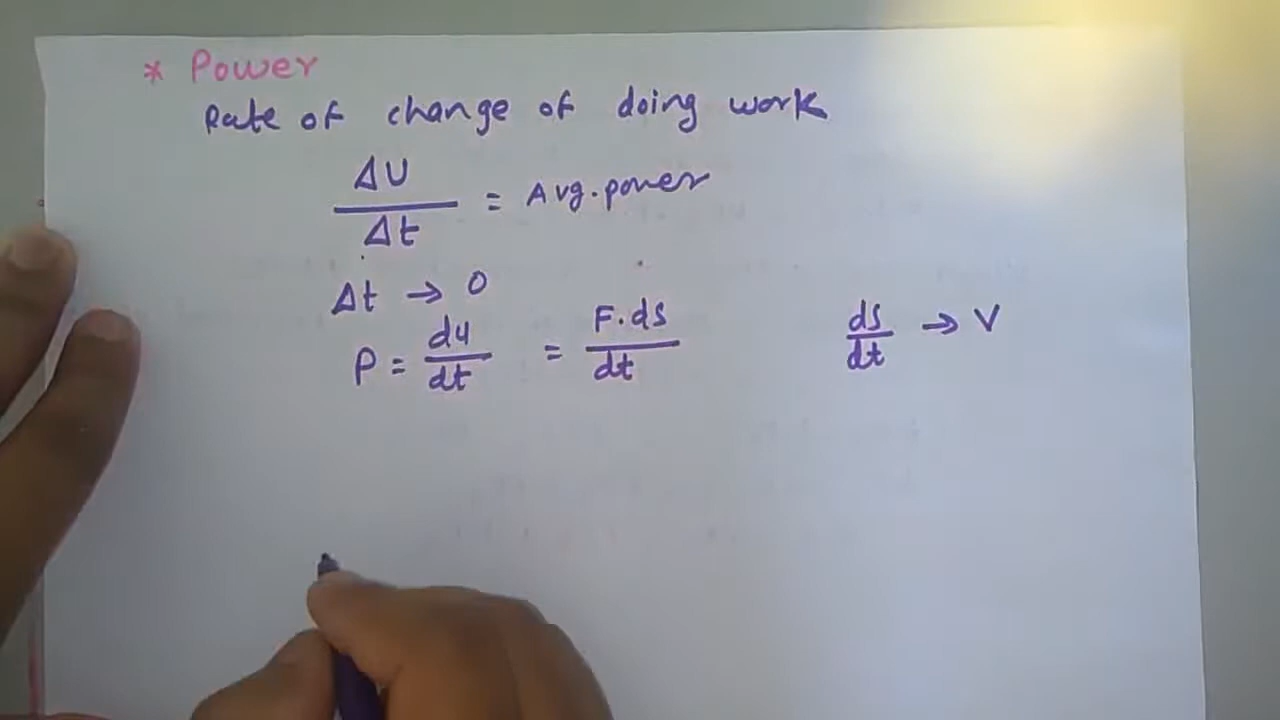 * Power
Rate of change of doing work
ΔU / Δt = Avg. power
Δt → 0
P = du / dt = F.ds / dt    ds / dt → V